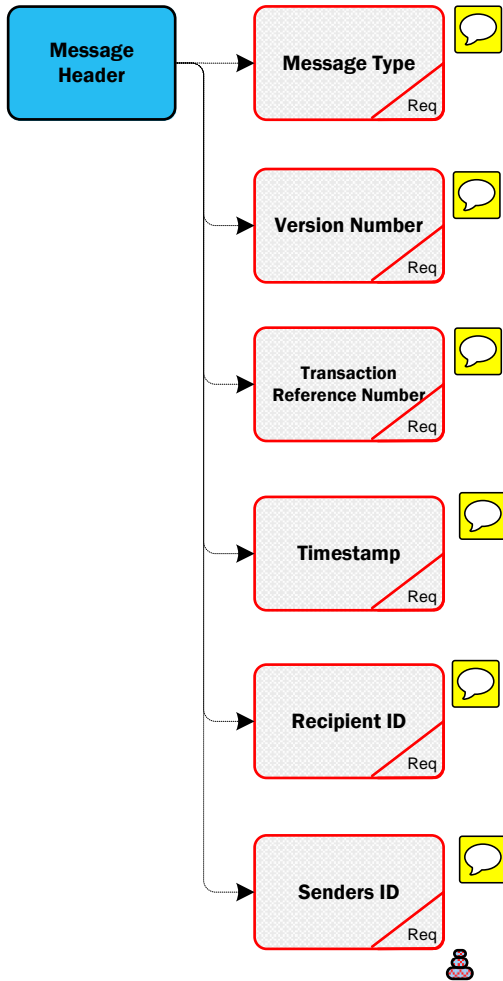 Message
Header
Message Type
Req
Version Number
Req
Transaction
Reference Number
Req
Timestamp
Req
Recipient ID
Req
Senders ID
Req